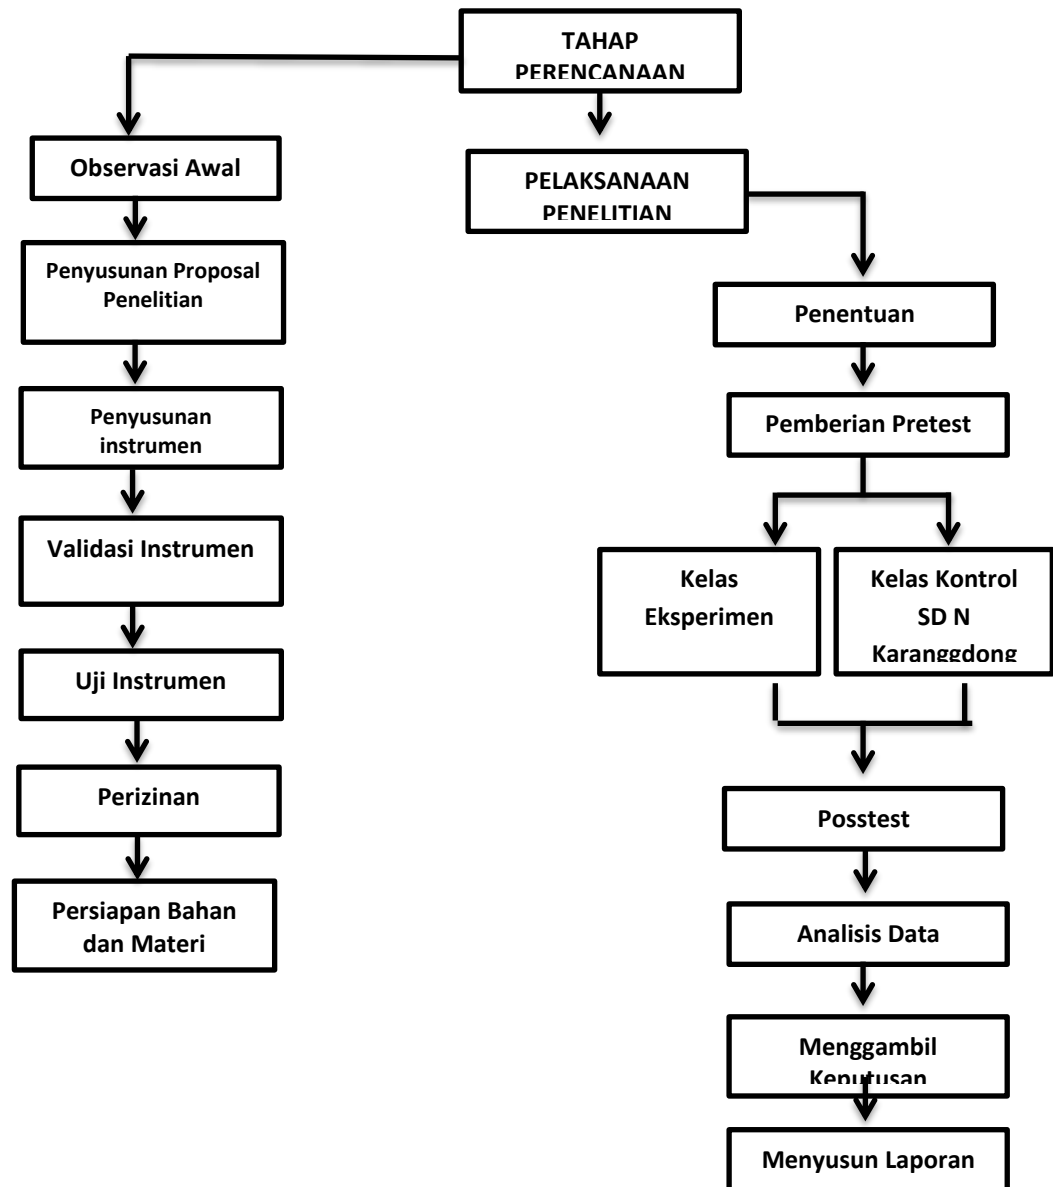 TAHAP
PERENCANAAN
Observasi Awal
Penyusunan Proposal
Penelitian
Penyusunan
instrumen
Validasi Instrumen
Uji Instrumen
Perizinan
Persiapan Bahan
dan Materi
PELAKSANAAN
PENELITIAN
Penentuan
Pemberian Pretest
Kelas
Eksperimen
Kelas Kontrol
SD N
Karanggdong
Posstest
Analisis Data
Menggambil
Keputusan
Menyusun Laporan